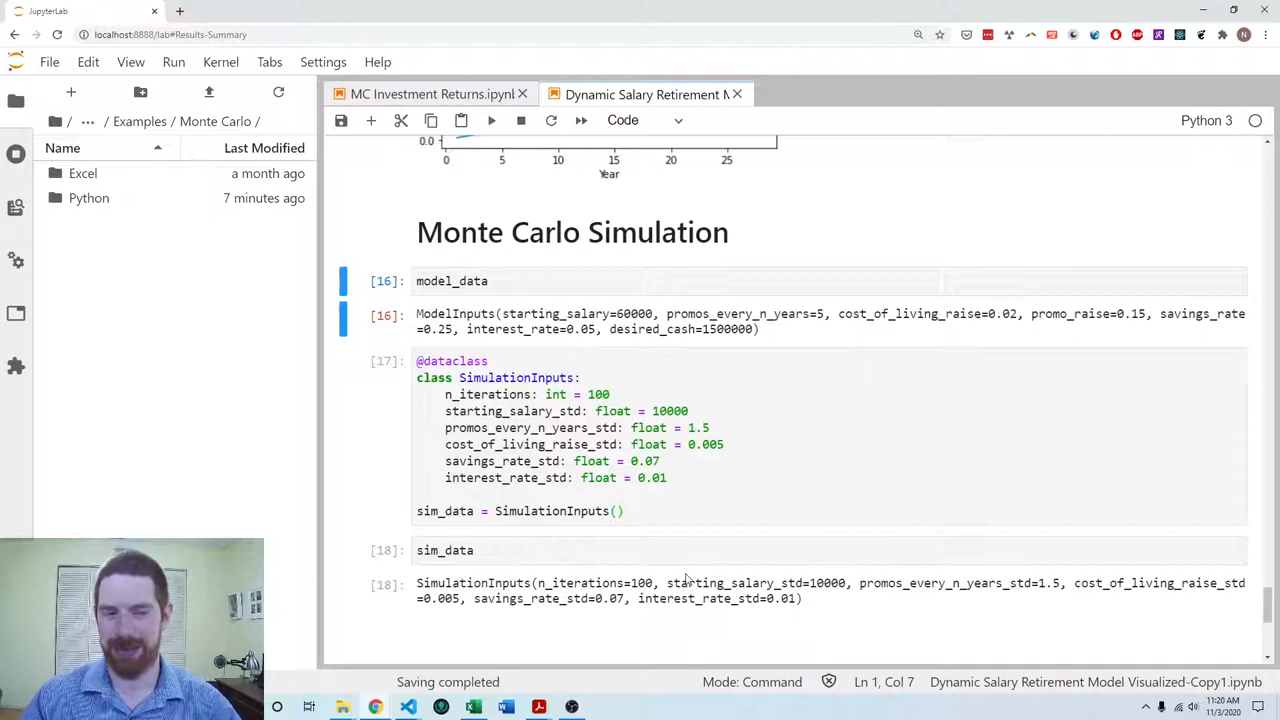 JupyterLab
localhost:8888/lab#Results-Summary
N
File Edit View Run Kernel Tabs Settings Help
MC Investment Returns.ipynb
Dynamic Salary Retirement M
/ ... / Examples / Monte Carlo /
Code
Python 3
Name Last Modified
Excel a month ago
Python 7 minutes ago
0.0
0 5 10 15 20 25
Year
Monte Carlo Simulation
[16]: model_data
[16]: ModelInputs(starting_salary=60000, promos_every_n_years=5, cost_of_living_raise=0.02, promo_raise=0.15, savings_rate
=0.25, interest_rate=0.05, desired_cash=1500000)
[17]: @dataclass
class SimulationInputs:
n_iterations: int = 100
starting_salary_std: float = 10000
promos_every_n_years_std: float = 1.5
cost_of_living_raise_std: float = 0.005
savings_rate_std: float = 0.07
interest_rate_std: float = 0.01
sim_data = SimulationInputs()
[18]: sim_data
[18]: SimulationInputs(n_iterations=100, starting_salary_std=10000, promos_every_n_years_std=1.5, cost_of_living_raise_std
=0.005, savings_rate_std=0.07, interest_rate_std=0.01)
Saving completed
Mode: Command
Ln 1, Col 7
Dynamic Salary Retirement Model Visualized-Copy1.ipynb
11:20 AM
11/3/2020